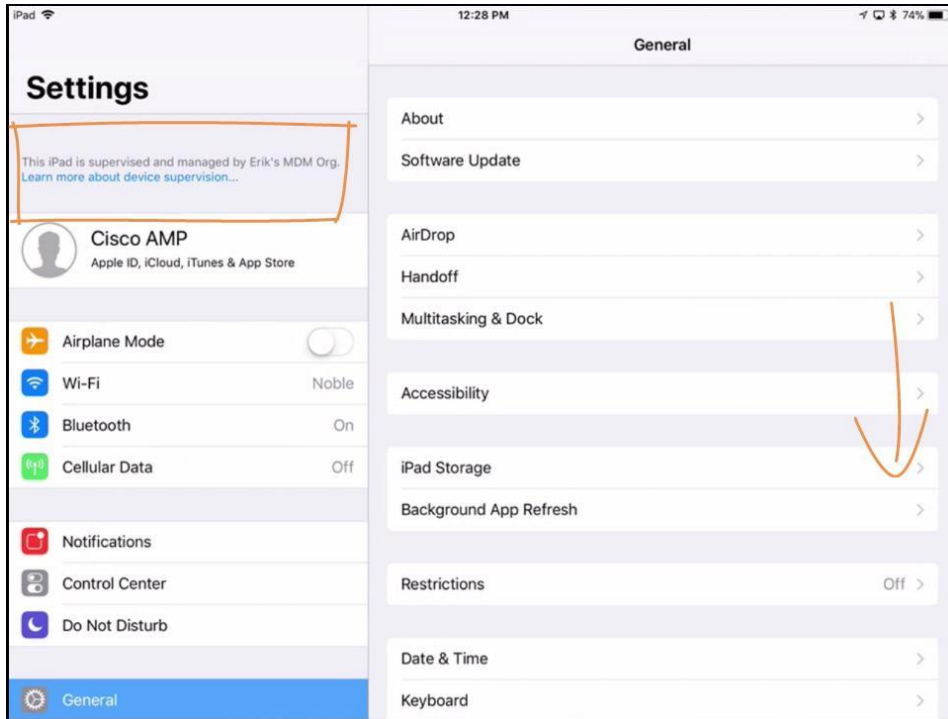 iPad
12:28 PM
74%
Settings
This iPad is supervised and managed by Erik's MDM Org.
Learn more about device supervision...
Cisco AMP
Apple ID, iCloud, iTunes & App Store
Airplane Mode
Wi-Fi Noble
Bluetooth On
Cellular Data Off
Notifications
Control Center
Do Not Disturb
General
General
About
Software Update
AirDrop
Handoff
Multitasking & Dock
Accessibility
iPad Storage
Background App Refresh
Restrictions Off
Date & Time
Keyboard